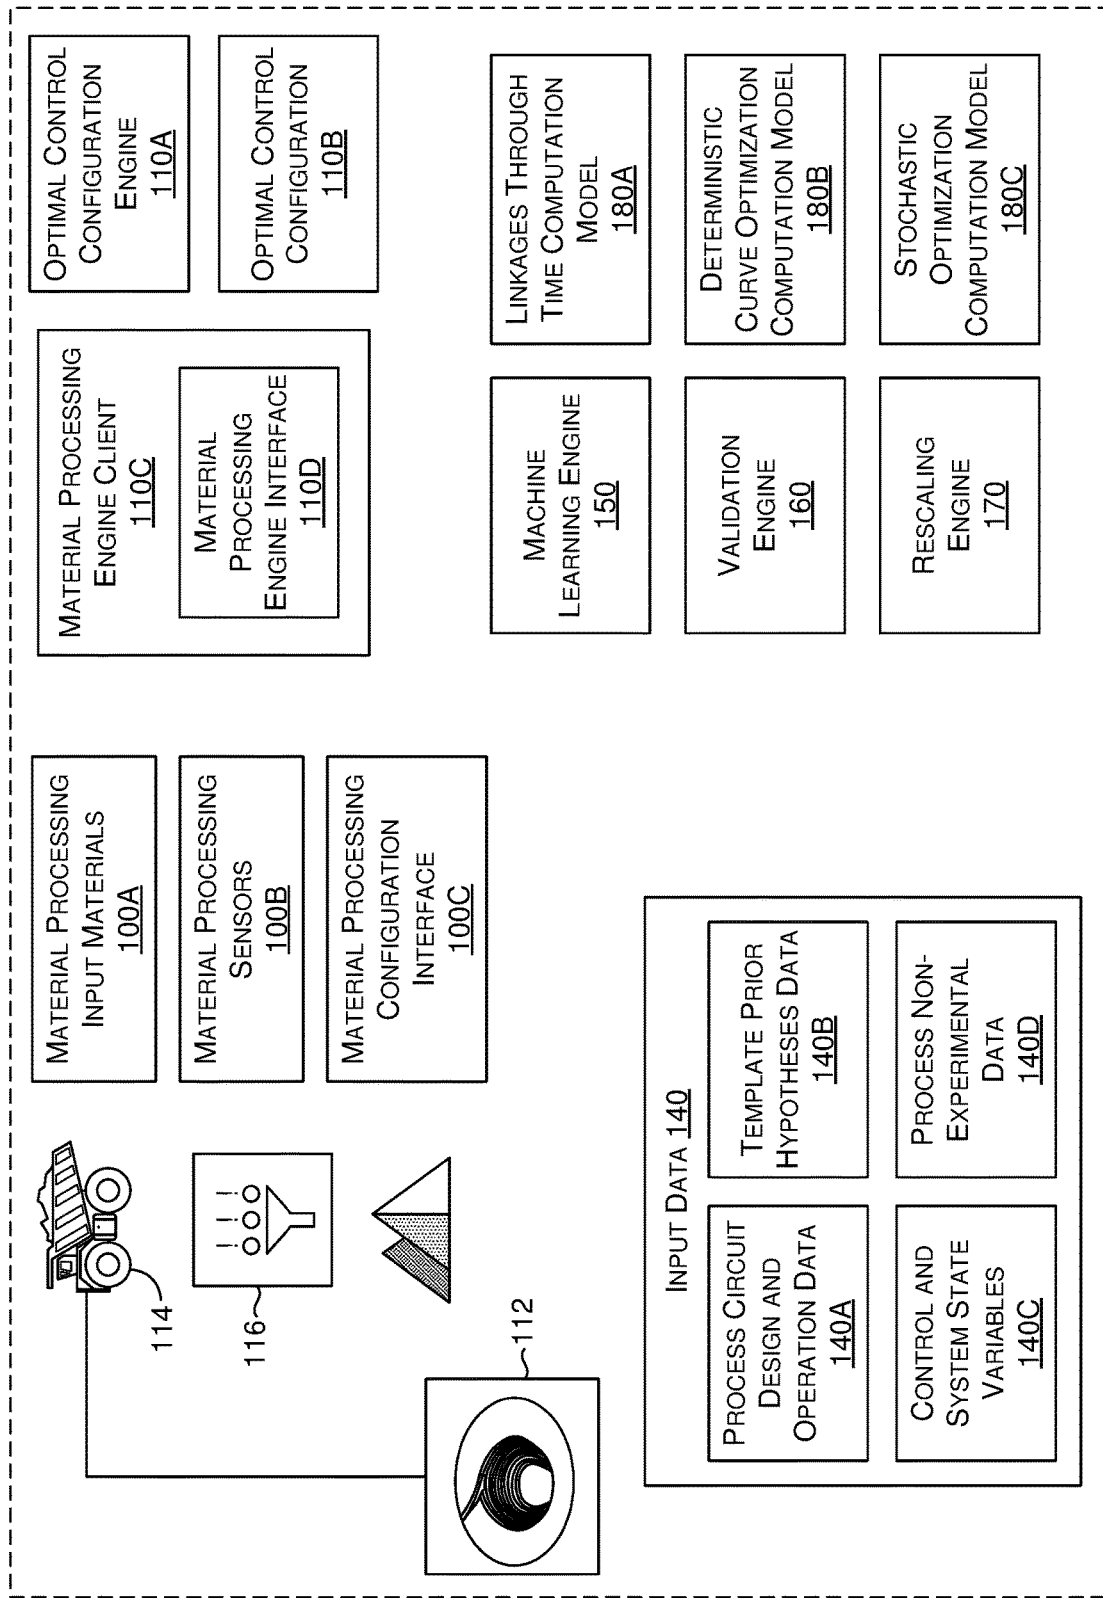 114
116
112
MATERIAL PROCESSING
INPUT MATERIALS
100A
MATERIAL PROCESSING
SENSORS
100B
MATERIAL PROCESSING
CONFIGURATION
INTERFACE
100C
MATERIAL PROCESSING
ENGINE CLIENT
110C
MATERIAL
PROCESSING
ENGINE INTERFACE
110D
OPTIMAL CONTROL
CONFIGURATION
ENGINE
110A
OPTIMAL CONTROL
CONFIGURATION
110B
INPUT DATA 140
PROCESS CIRCUIT
DESIGN AND
OPERATION DATA
140A
TEMPLATE PRIOR
HYPOTHESES DATA
140B
CONTROL AND
SYSTEM STATE
VARIABLES
140C
PROCESS NON-
EXPERIMENTAL
DATA
140D
MACHINE
LEARNING ENGINE
150
LINKAGES THROUGH
TIME COMPUTATION
MODEL
180A
VALIDATION
ENGINE
160
DETERMINISTIC
CURVE OPTIMIZATION
COMPUTATION MODEL
180B
RESCALING
ENGINE
170
STOCHASTIC
OPTIMIZATION
COMPUTATION MODEL
180C